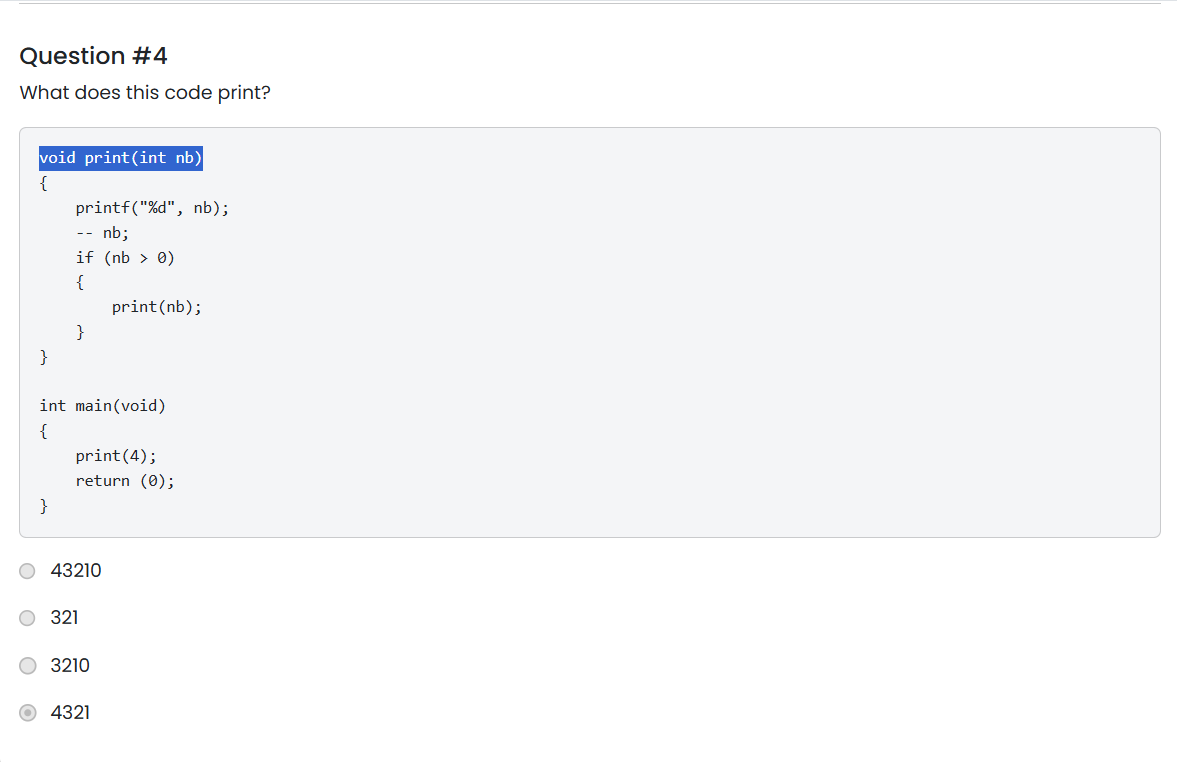 Question #4
What does this code print?
void print(int nb)
{
    printf("%d", nb);
    -- nb;
    if (nb > 0)
    {
        print(nb);
    }
}

int main(void)
{
    print(4);
    return (0);
}
43210
321
3210
4321